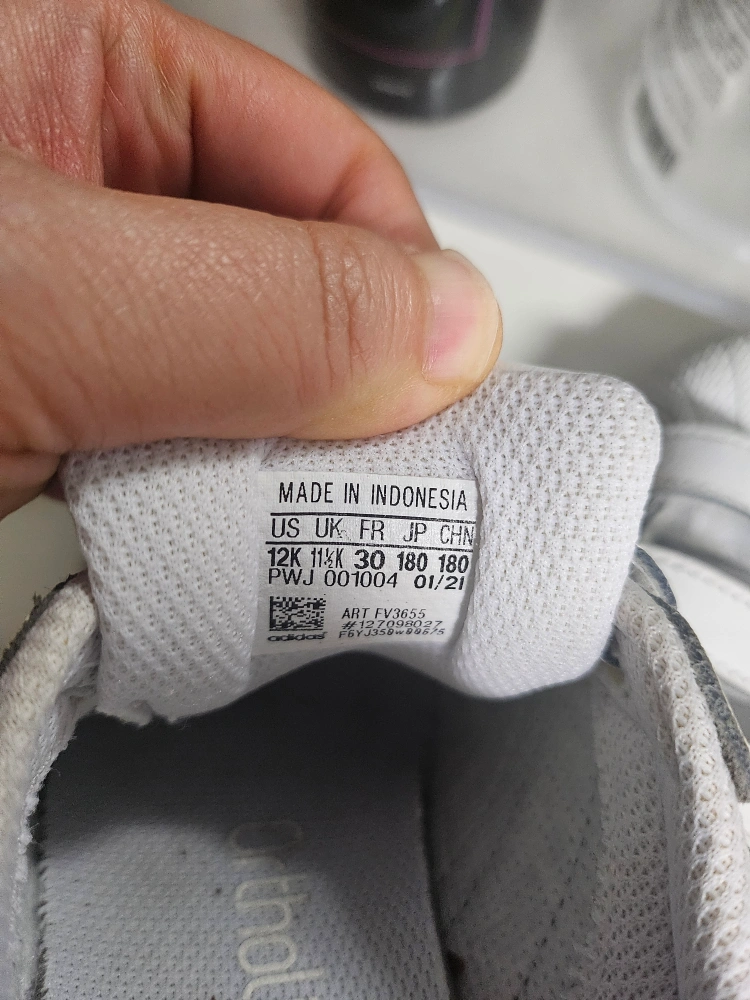 MADE IN INDONESIA
US UK FR JP CHN
12K 11½K 30 180 180
PWJ 001004 01/21
ART FV3655
#127098027
adidas
Orthol